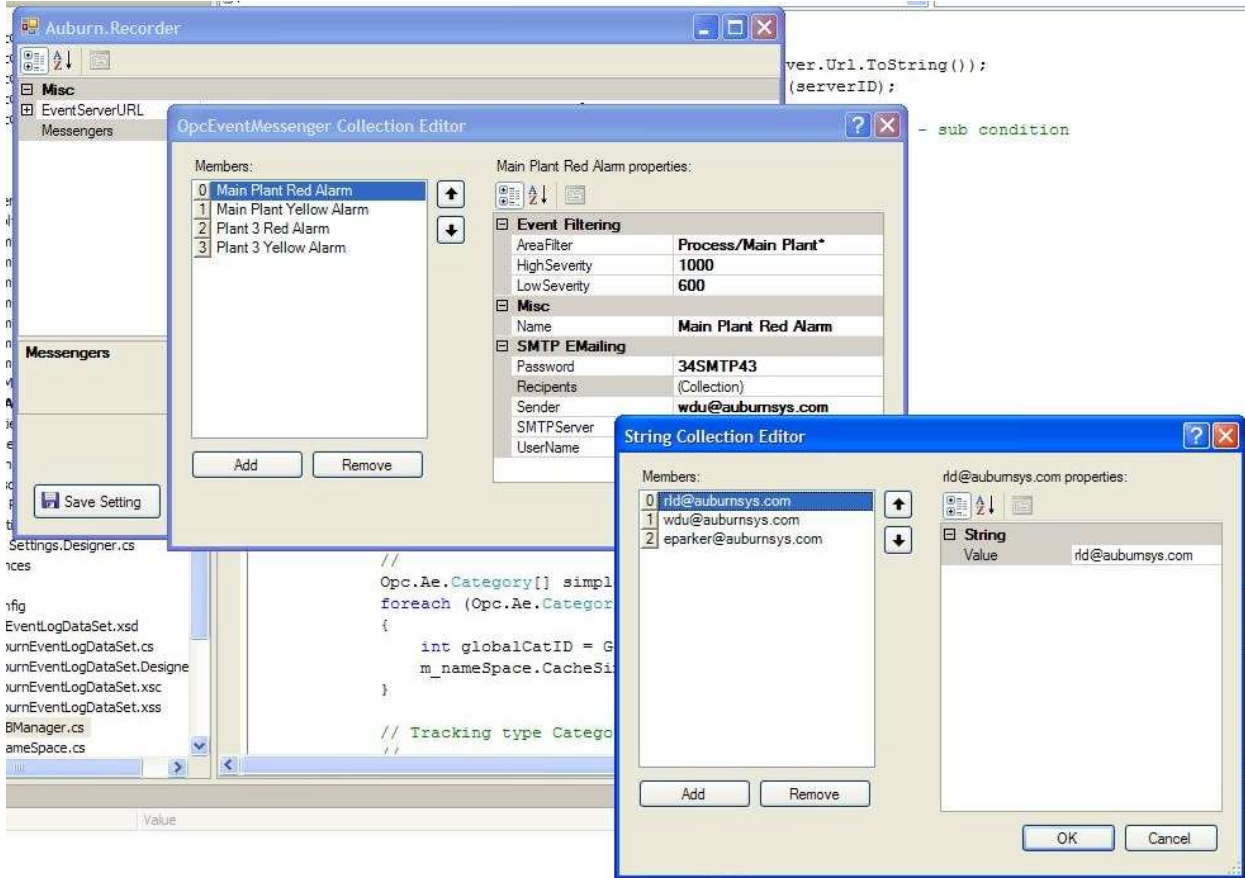 Auburn.Recorder
Misc
EventServerURL
Messengers
Messengers
Save Setting
ver.Url.ToString());
(serverID);
- sub condition
OpcEventMessenger Collection Editor
Members:
0 Main Plant Red Alarm
1 Main Plant Yellow Alarm
2 Plant 3 Red Alarm
3 Plant 3 Yellow Alarm
Add
Remove
Main Plant Red Alarm properties:
Event Filtering
AreaFilter Process/Main Plant*
HighSeverity 1000
LowSeverity 600
Misc
Name Main Plant Red Alarm
SMTP EMailing
Password 34SMTP43
Recipents (Collection)
Sender wdu@auburnsys.com
SMTPServer
UserName
String Collection Editor
Members:
0 rld@auburnsys.com
1 wdu@auburnsys.com
2 eparker@auburnsys.com
Add
Remove
rld@auburnsys.com properties:
String
Value rld@auburnsys.com
OK
Cancel
Settings.Designer.cs
nces
nfig
EventLogDataSet.xsd
urnEventLogDataSet.cs
urnEventLogDataSet.Designe
urnEventLogDataSet.xsc
urnEventLogDataSet.xss
BManager.cs
ameSpace.cs
//
Opc.Ae.Category[] simpl
foreach (Opc.Ae.Categor
{
int globalCatID = G
m_nameSpace.CacheSi
}
// Tracking type Catego
//
Value